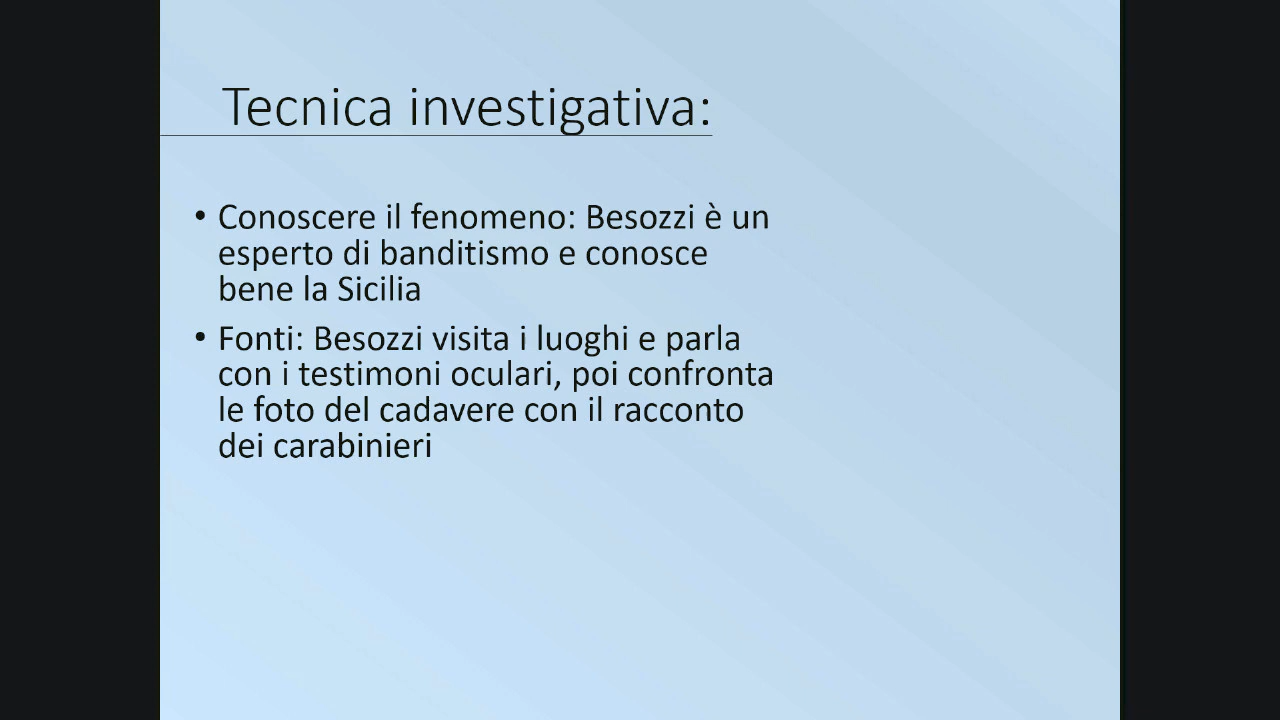 Tecnica investigativa:
• Conoscere il fenomeno: Besozzi è un
esperto di banditismo e conosce
bene la Sicilia
• Fonti: Besozzi visita i luoghi e parla
con i testimoni oculari, poi confronta
le foto del cadavere con il racconto
dei carabinieri